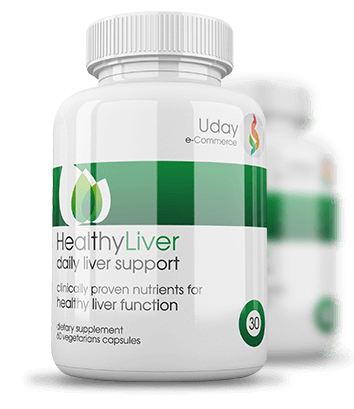 Uday
e-Commerce
HealthyLiver
daily liver support
clinically proven nutrients for
healthy liver function
dietary supplement
60 vegetarians capsules
30